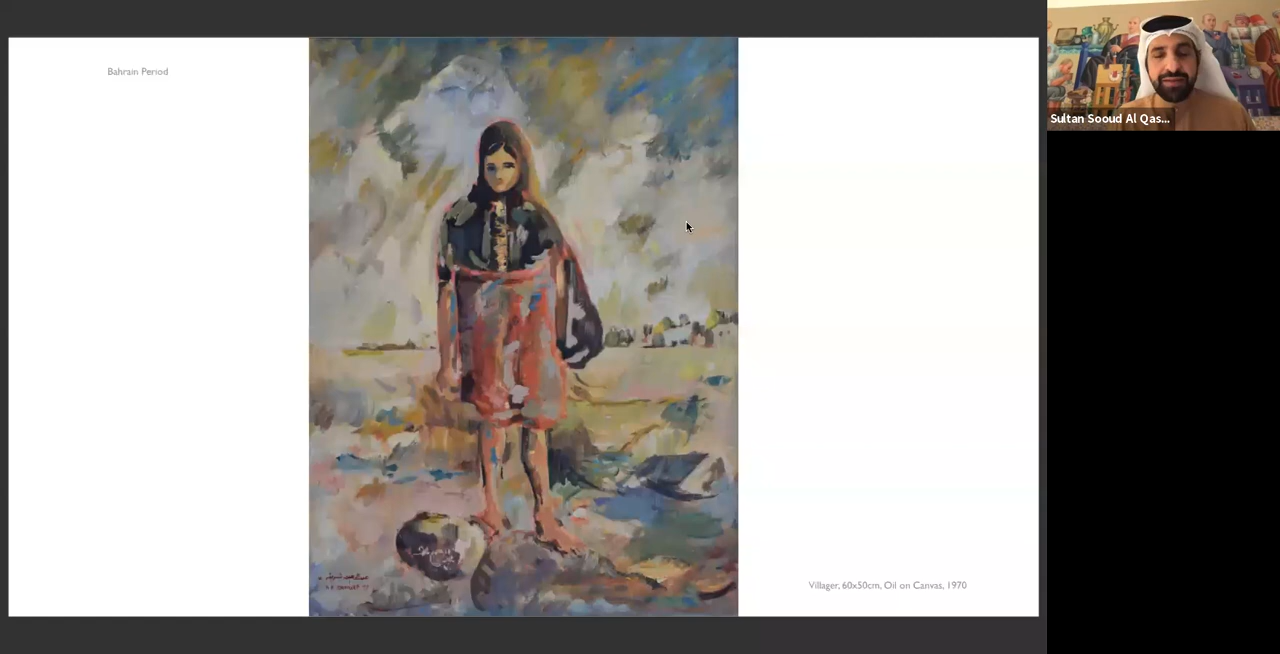 Bahrain Period
Sultan Sooud Al Qas...
Villager, 60x50cm, Oil on Canvas, 1970